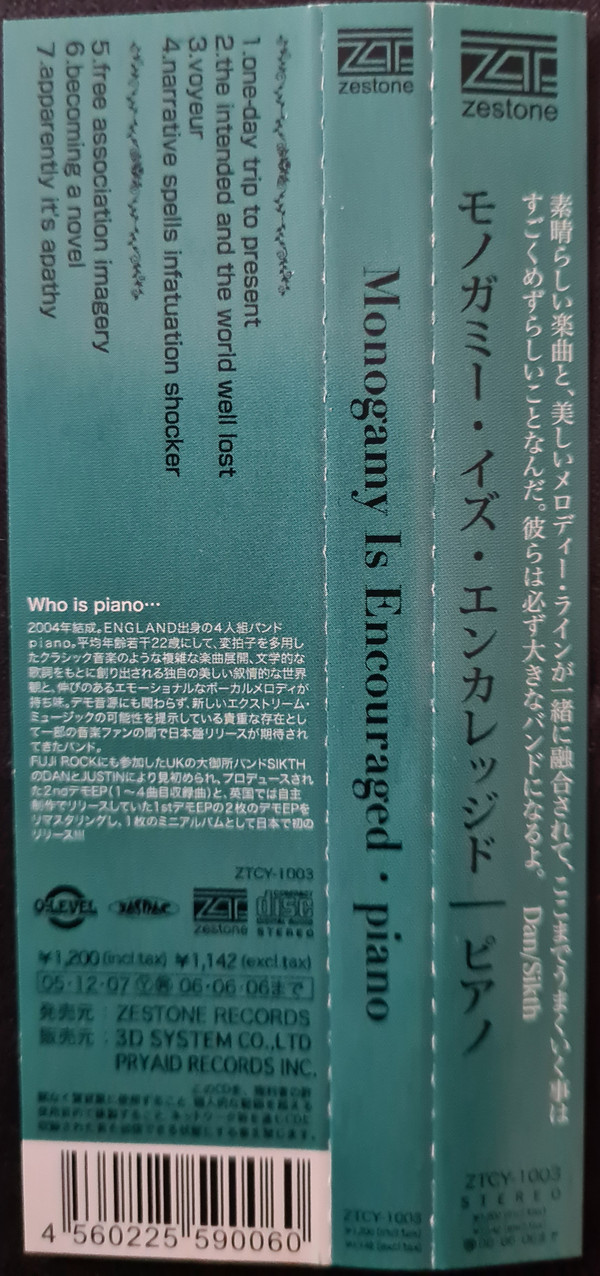 素晴らしい楽曲と、美しいメロディー・ラインが一緒に融合されて、ここまでうまくいく事は
すごくめずらしいことなんだ。彼らは必ず大きなバンドになるよ。 Dan/Sikth
zestone
モノガミー・イズ・エンカレッジド | ピアノ
ZTCY-1003
STEREO
zestone
Monogamy Is Encouraged · piano
ZTCY-1003
1.one-day trip to present
2.the intended and the world well lost
3.voyeur
4.narrative spells infatuation shocker
5.free association imagery
6.becoming a novel
7.apparently it's apathy
Who is piano…
2004年結成。ENGLAND出身の4人組バンド
piano。平均年齢若干22歳にして、変拍子を多用し
たクラシック音楽のような複雑な楽曲展開、文学的な
歌詞をもとに創り出される独自の美しい叙情的な世界
観と、伸びのあるエモーショナルなボーカルメロディが
持ち味。デモ音源にも関わらず、新しいエクストリーム・
ミュージックの可能性を提示している貴重な存在とし
て一部の音楽ファンの間で日本盤リリースが期待され
てきたバンド。
FUJI ROCKにも参加したUKの大御所バンドSIKTH
のDANとJUSTINにより見初められ、プロデュースされ
た2ndデモEP(1〜4曲目収録曲)と、英国では自主
制作でリリースしていた1stデモEPの2枚のデモEPを
リマスタリングし、1枚のミニアルバムとして日本で初の
リリース!!!
ZTCY-1003
O-LEVEL
zestone
COMPACT
disc
DIGITAL AUDIO
STEREO
¥1,200(incl.tax) ¥1,142(excl.tax)
05・12・07 06・06・06まで
発売元：ZESTONE RECORDS
販売元：3D SYSTEM CO.,LTD
PRYAID RECORDS INC.
4 560225 590060